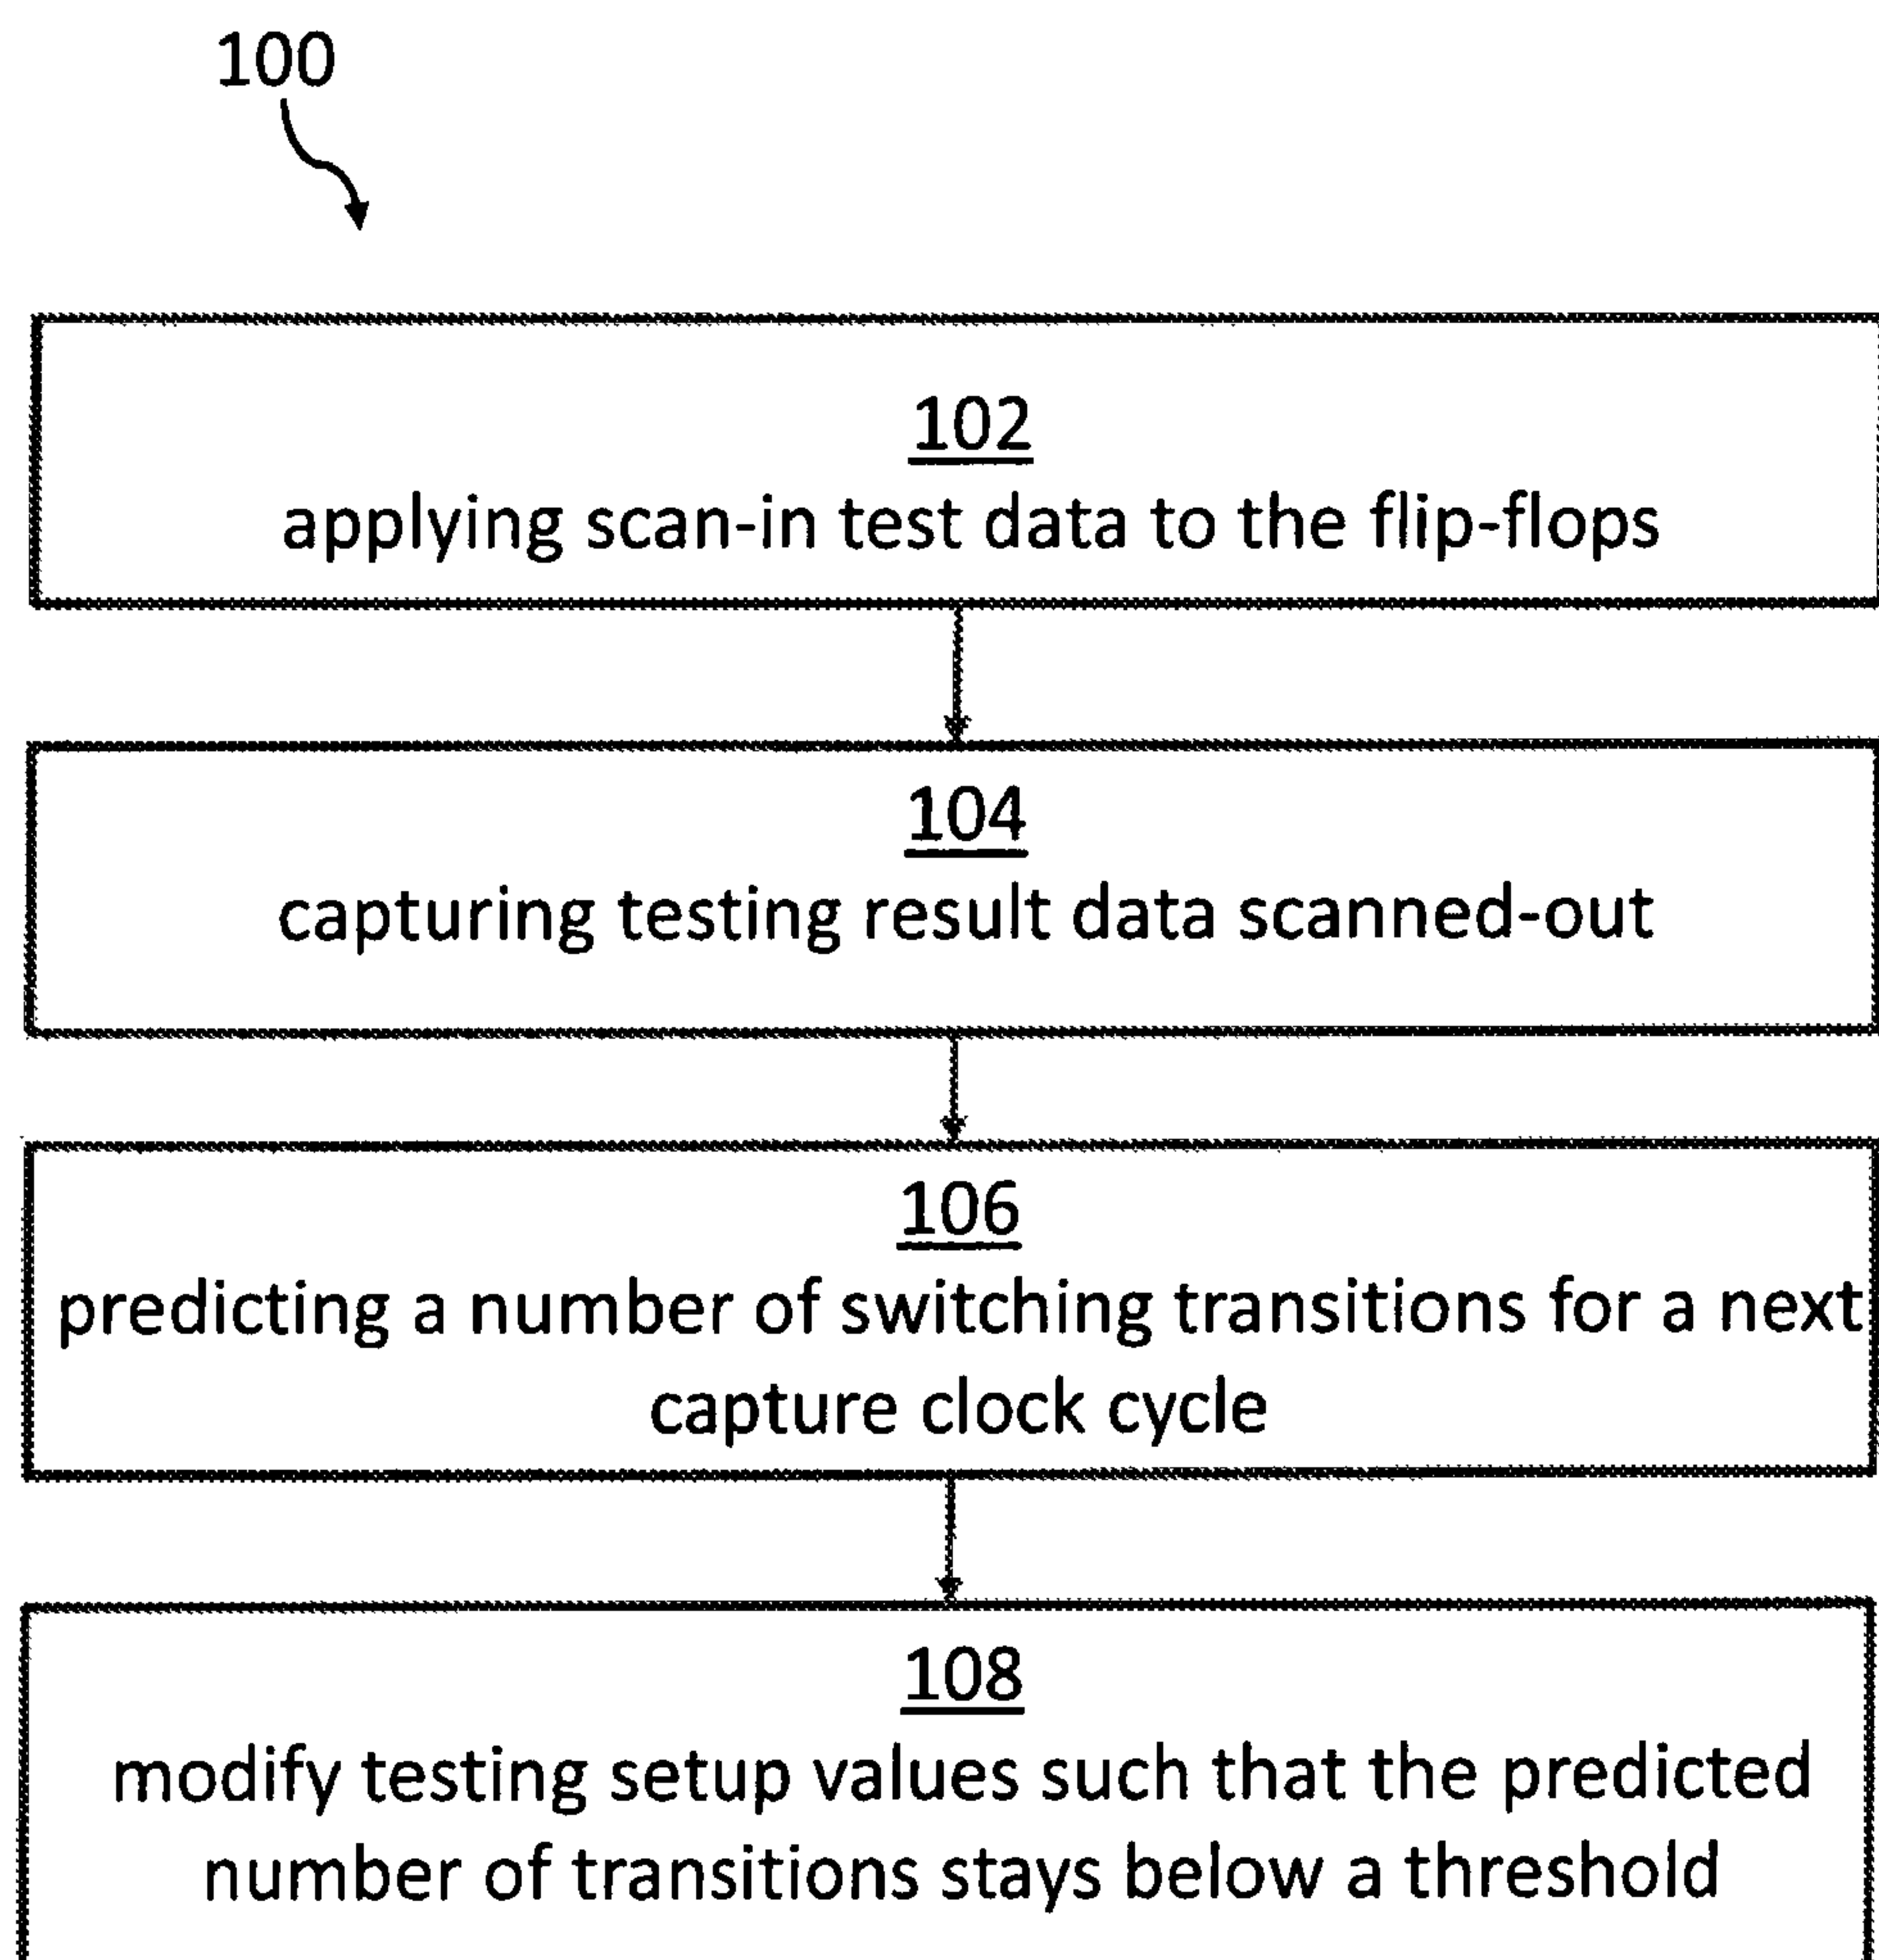 100
102
applying scan-in test data to the flip-flops
104
capturing testing result data scanned-out
106
predicting a number of switching transitions for a next
capture clock cycle
108
modify testing setup values such that the predicted
number of transitions stays below a threshold